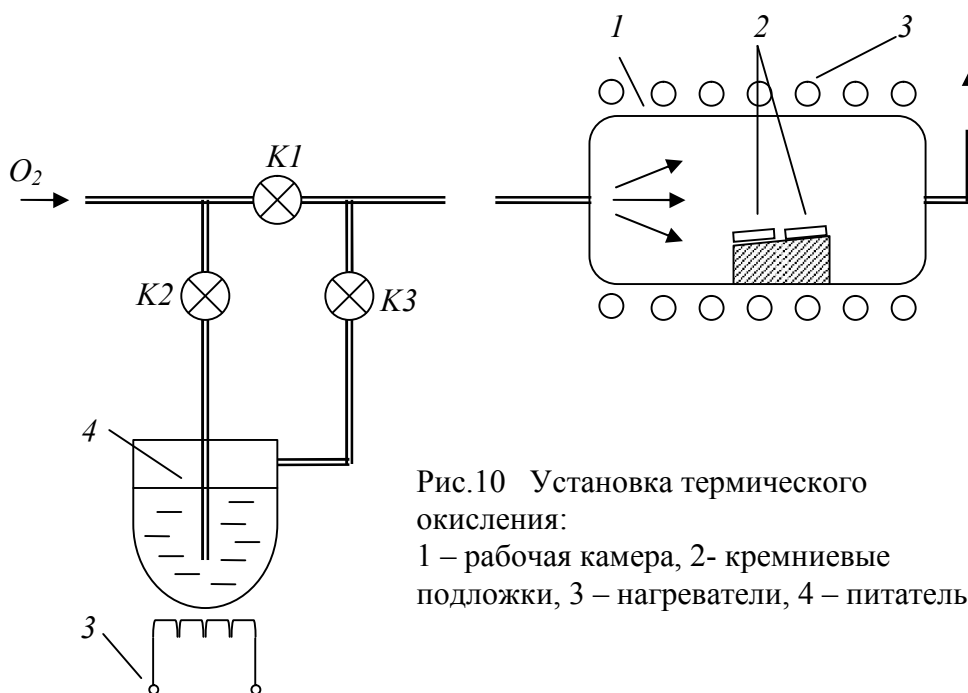 1 2 3
O2
K1
K2
K3
4
Рис.10 Установка термического
окисления:
1 – рабочая камера, 2- кремниевые
подложки, 3 – нагреватели, 4 – питатель
3